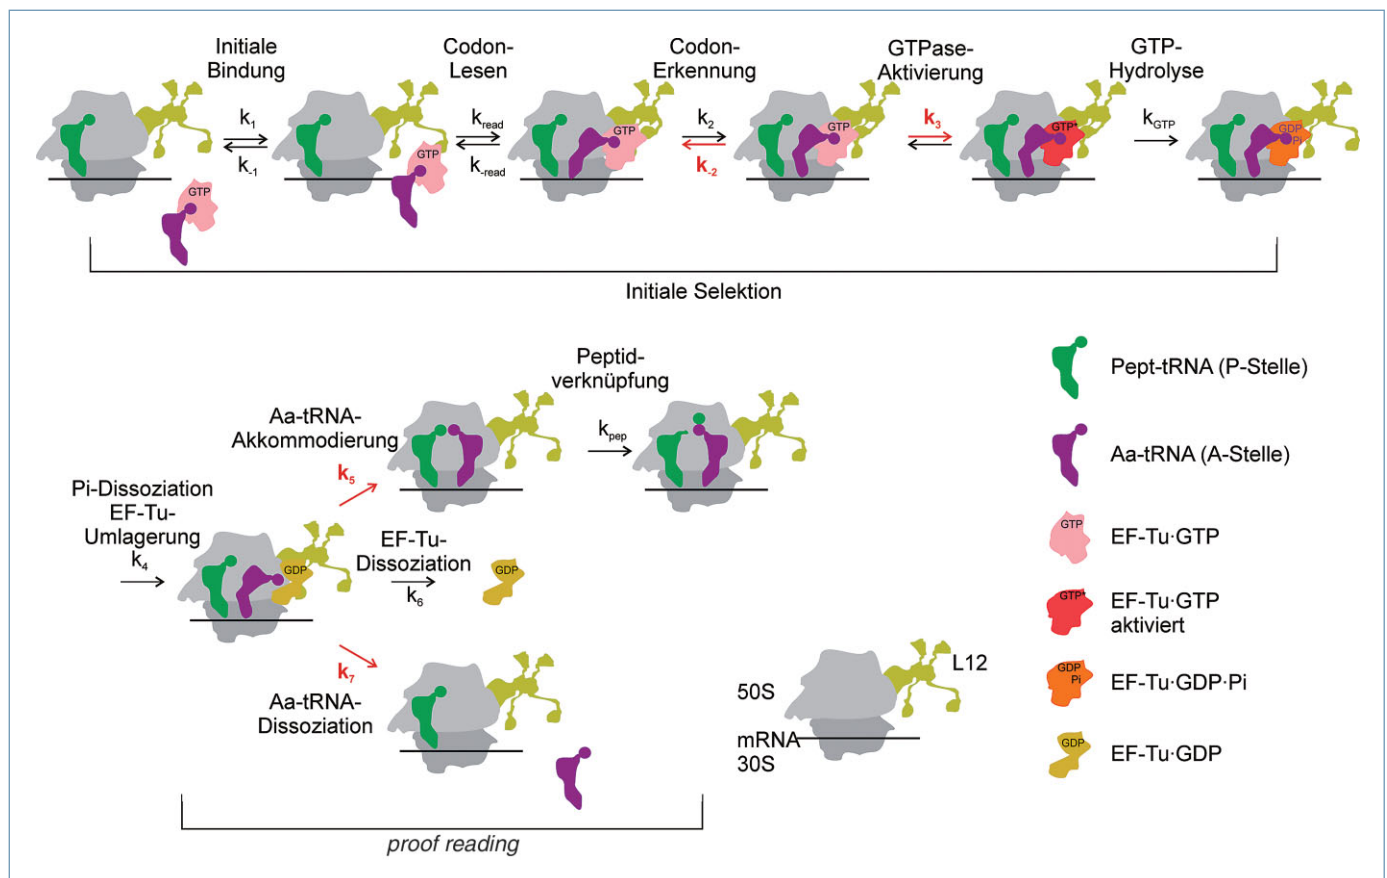 Initiale
Bindung
Codon-
Lesen
Codon-
Erkennung
GTPase-
Aktivierung
GTP-
Hydrolyse
k1
k-1
kread
k-read
k2
k-2
k3
kGTP
GTP
GTP
GTP
GTP
GTP*
GDP
Pi
Initiale Selektion
Peptid-
verknüpfung
kpep
Aa-tRNA-
Akkommodierung
k5
Pi-Dissoziation
EF-Tu-
Umlagerung
k4
GDP
EF-Tu-
Dissoziation
k6
GDP
k7
Aa-tRNA-
Dissoziation
proof reading
50S
mRNA
30S
L12
Pept-tRNA (P-Stelle)
Aa-tRNA (A-Stelle)
GTP
EF-Tu·GTP
GTP*
EF-Tu·GTP
aktiviert
GDP
Pi
EF-Tu·GDP·Pi
GDP
EF-Tu·GDP